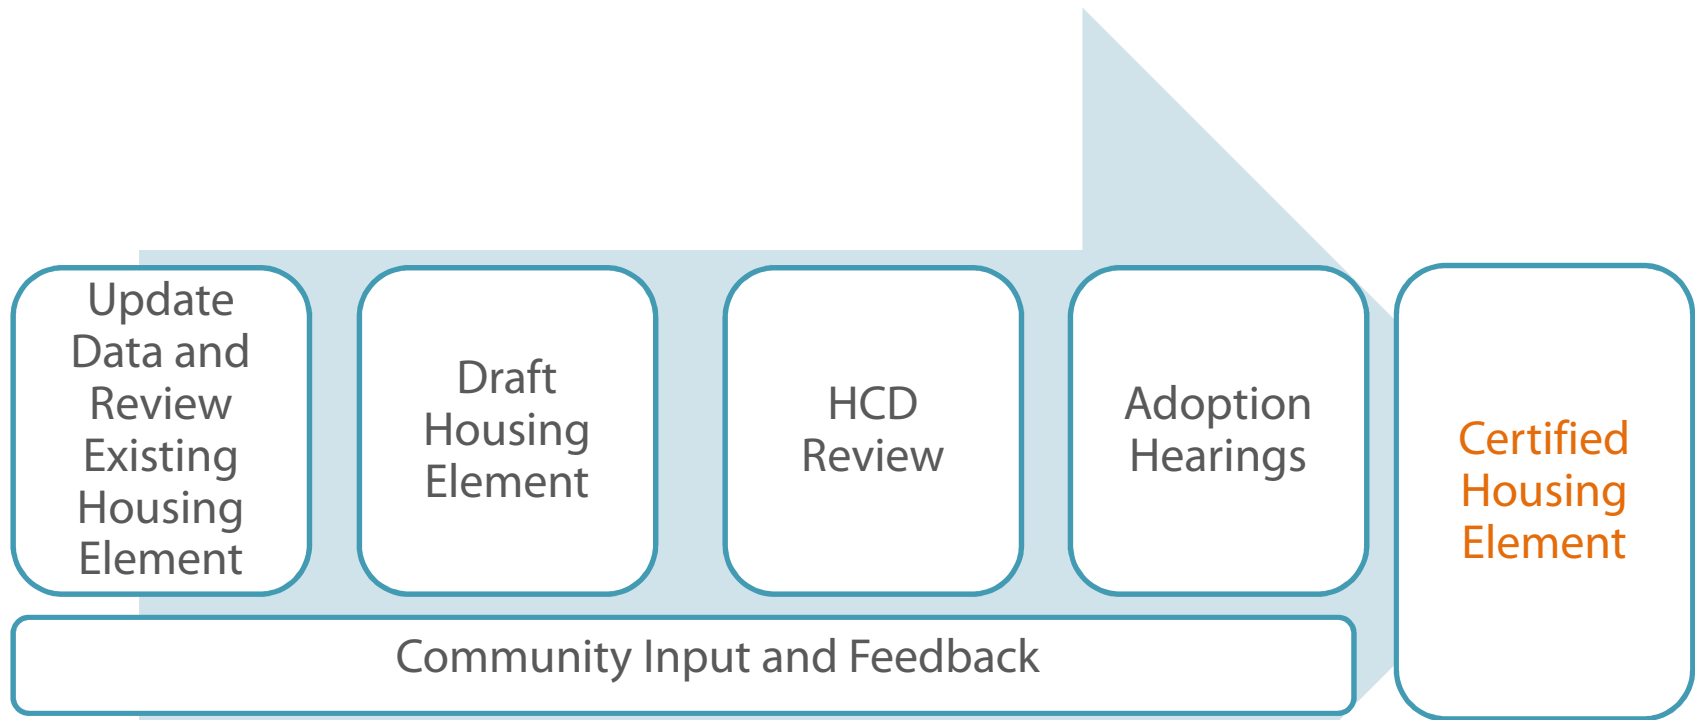 Update
Data and
Review
Existing
Housing
Element
Draft
Housing
Element
HCD
Review
Adoption
Hearings
Certified
Housing
Element
Community Input and Feedback